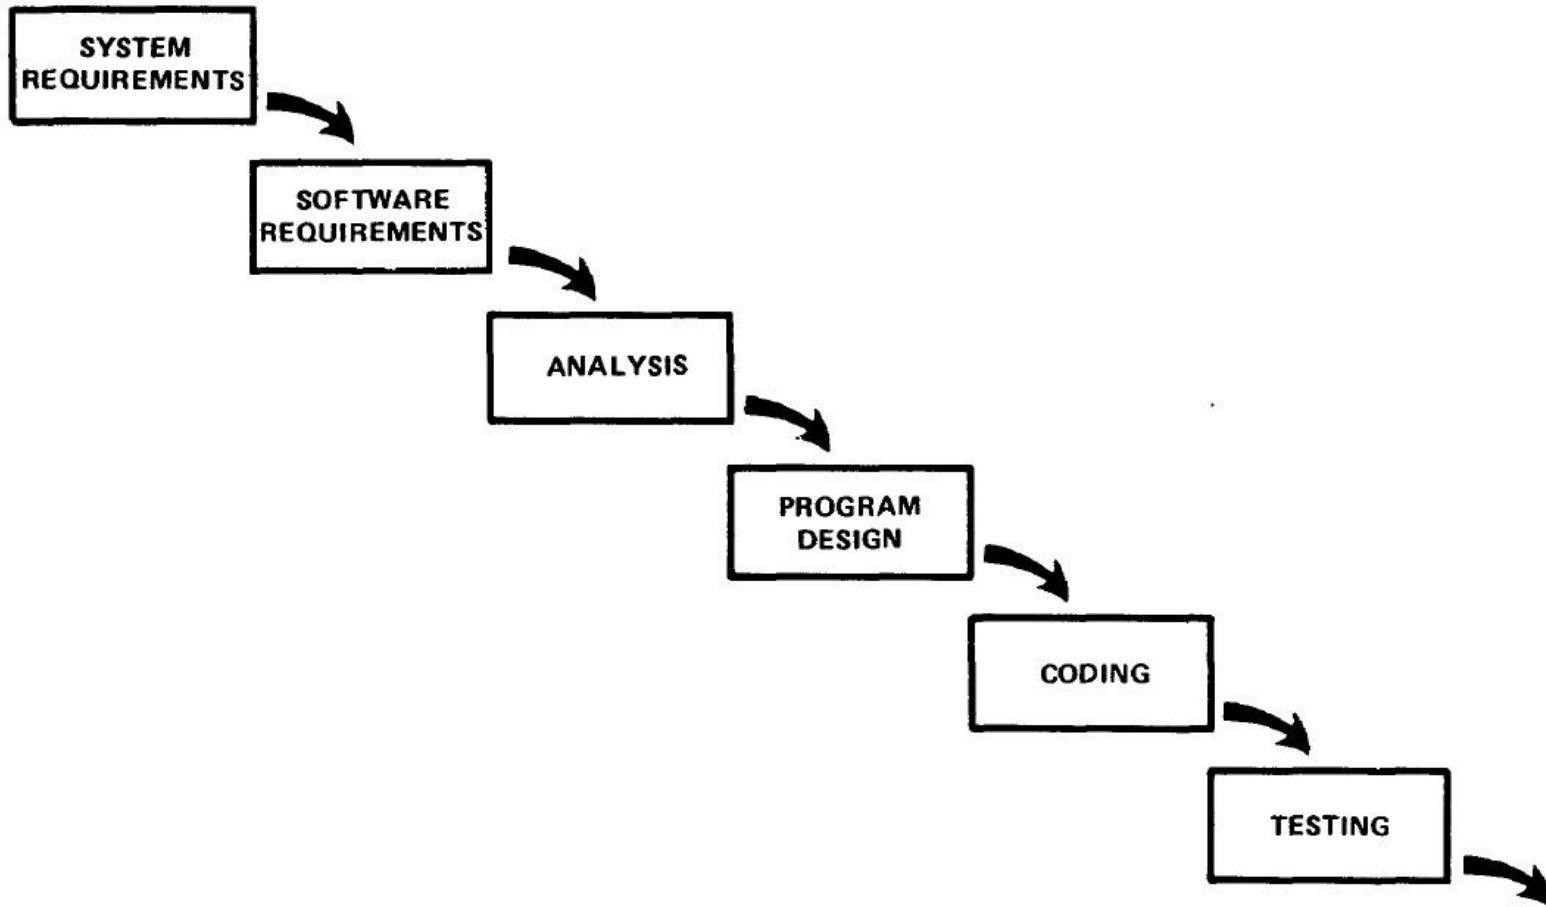 SYSTEM
REQUIREMENTS
SOFTWARE
REQUIREMENTS
ANALYSIS
PROGRAM
DESIGN
CODING
TESTING